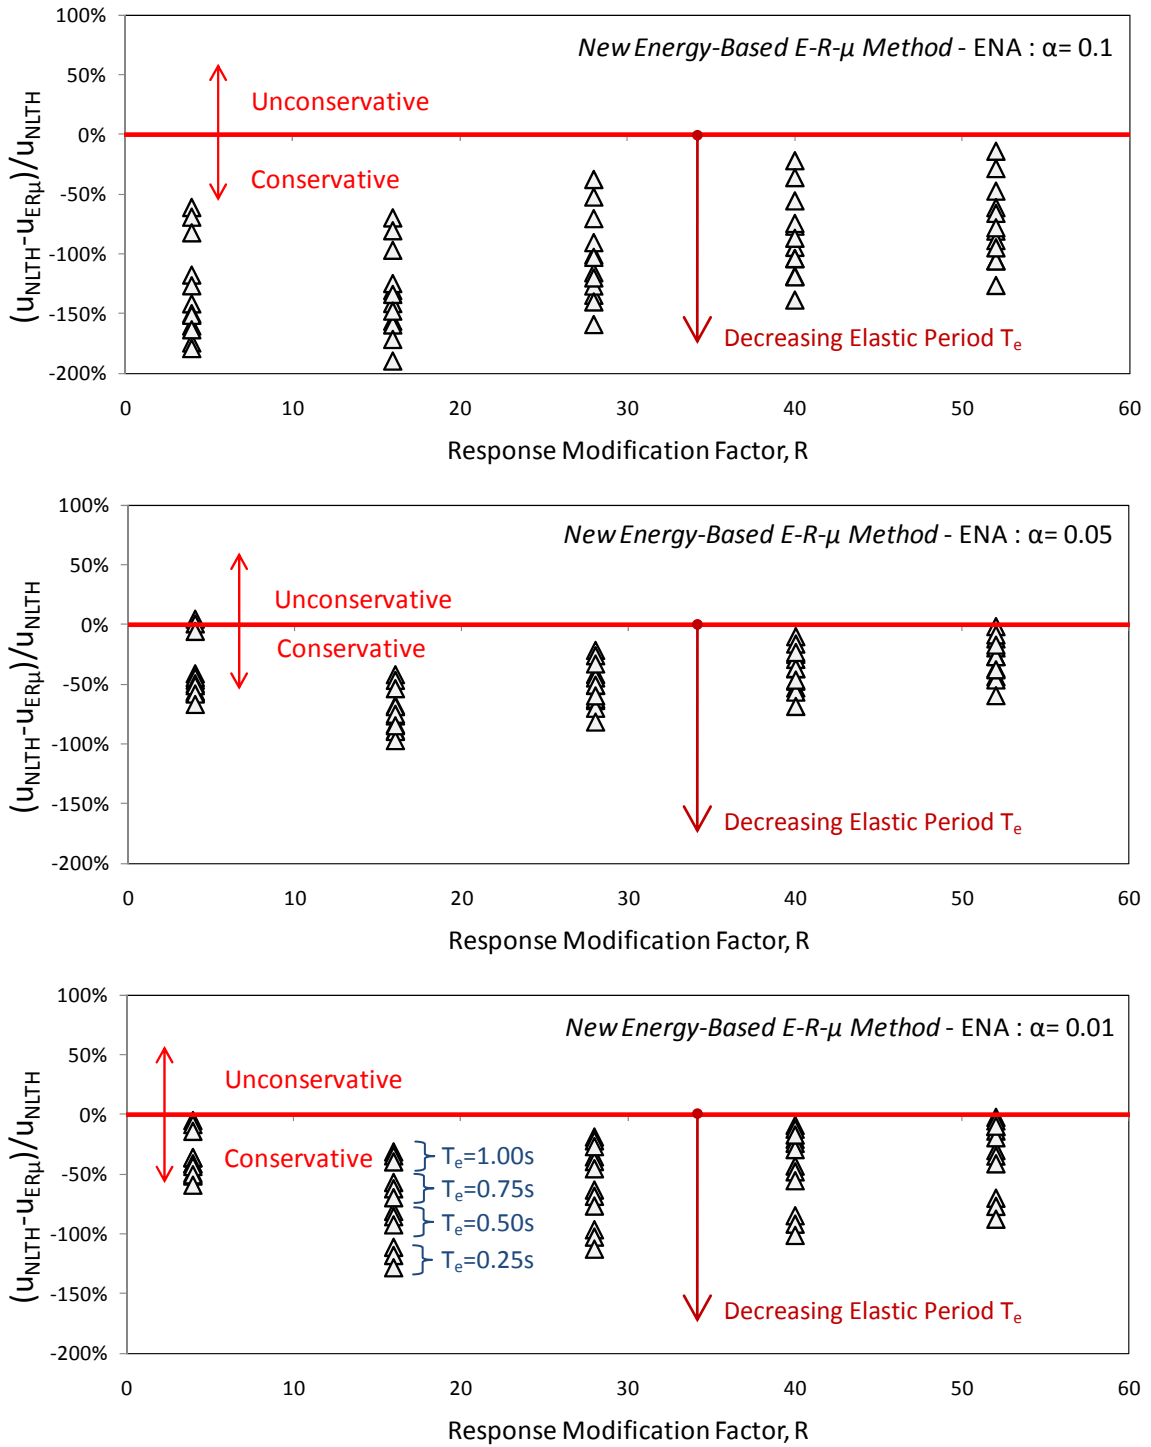 100%
New Energy-Based E-R-μ Method - ENA : α= 0.1
50%
Unconservative
0%
Conservative
-50%
-100%
-150%
Decreasing Elastic Period Te
-200%
(uNLTH-uERμ)/uNLTH
0 10 20 30 40 50 60
Response Modification Factor, R
100%
New Energy-Based E-R-μ Method - ENA : α= 0.05
50%
Unconservative
0%
Conservative
-50%
-100%
-150%
Decreasing Elastic Period Te
-200%
(uNLTH-uERμ)/uNLTH
0 10 20 30 40 50 60
Response Modification Factor, R
100%
New Energy-Based E-R-μ Method - ENA : α= 0.01
50%
Unconservative
0%
Conservative
Te=1.00s
-50%
Te=0.75s
Te=0.50s
-100%
Te=0.25s
-150%
Decreasing Elastic Period Te
-200%
(uNLTH-uERμ)/uNLTH
0 10 20 30 40 50 60
Response Modification Factor, R